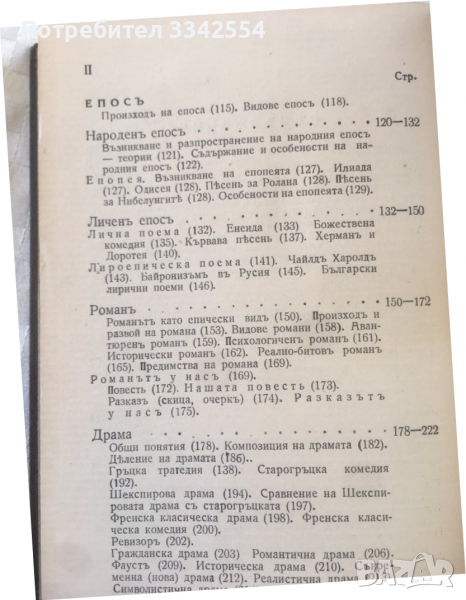 Потребител 3342554
II
Стр.
ЕПОСЪ
Произходъ на епоса (115). Видове епосъ (118).
Народенъ епосъ 120—132
Възникване и разпространение на народния епосъ
— теории (121). Съдържание и особености на на-
родния епосъ (122).
Епопея. Възникване на епопеята (127). Илиада
(127). Одисея (128). Пѣсень за Ролана (128). Пѣсень
за Нибелунгитѣ (128). Особености на епопеята (129).
Личенъ епосъ 132—150
Лична поема (132). Енеида (133) Божествена
комедия (135). Кървава пѣсень (137). Херманъ и
Доротея (140).
Лироепическа поема (141). Чайлдъ Харолдъ
(143). Байронизъмъ въ Русия (145). Български
лирични поеми (146).
Романъ 150—172
Романътъ като епически видъ (150). Произходъ и
развой на романа (153). Видове романи (158). Аван-
тюренъ романъ (159). Психологиченъ романъ (161).
Исторически романъ (162). Реално-битовъ романъ
(165). Предимства на романа (169).
Романътъ у насъ (169).
Повесть (172). Нашата повесть (173).
Разказъ (скица, очеркъ) (174). Разказътъ
у насъ (175).
Драма 178—222
Общи понятия (178). Композиция на драмата (182).
Дѣление на драмата (186)..
Гръцка трагедия (138). Старогръцка комедия
(192).
Шекспирова драма (194). Сравнение на Шекспи-
ровата драма съ старогръцката (197).
Френска класическа драма (198). Френска класи-
ческа комедия (200).
Ревизоръ (202).
Гражданска драма (203) Романтична драма (206).
Фаустъ (209). Историческа драма (210). Съвре-
менна (нова) драма (212). Реалистична драма
Символистична драма
bazar